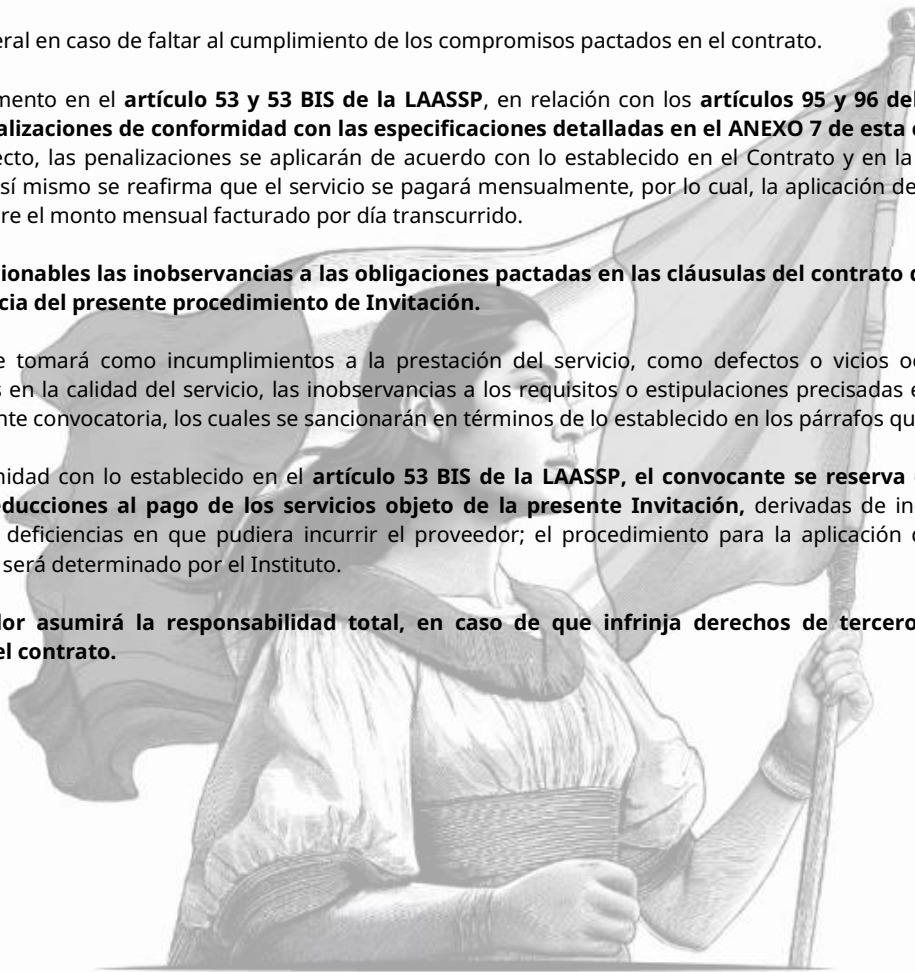 eral en caso de faltar al cumplimiento de los compromisos pactados en el contrato.
mento en el artículo 53 y 53 BIS de la LAASSP, en relación con los artículos 95 y 96 del
alizaciones de conformidad con las especificaciones detalladas en el ANEXO 7 de esta
ecto, las penalizaciones se aplicarán de acuerdo con lo establecido en el Contrato y en la
sí mismo se reafirma que el servicio se pagará mensualmente, por lo cual, la aplicación de
re el monto mensual facturado por día transcurrido.
ionables las inobservancias a las obligaciones pactadas en las cláusulas del contrato
cia del presente procedimiento de Invitación.
e tomará como incumplimientos a la prestación del servicio, como defectos o vicios oc
s en la calidad del servicio, las inobservancias a los requisitos o estipulaciones precisadas e
nte convocatoria, los cuales se sancionarán en términos de lo establecido en los párrafos qu
nidad con lo establecido en el artículo 53 BIS de la LAASSP, el convocante se reserva
educciones al pago de los servicios objeto de la presente Invitación, derivadas de in
deficiencias en que pudiera incurrir el proveedor; el procedimiento para la aplicación
será determinado por el Instituto.
lor asumirá la responsabilidad total, en caso de que infrinja derechos de tercero
el contrato.